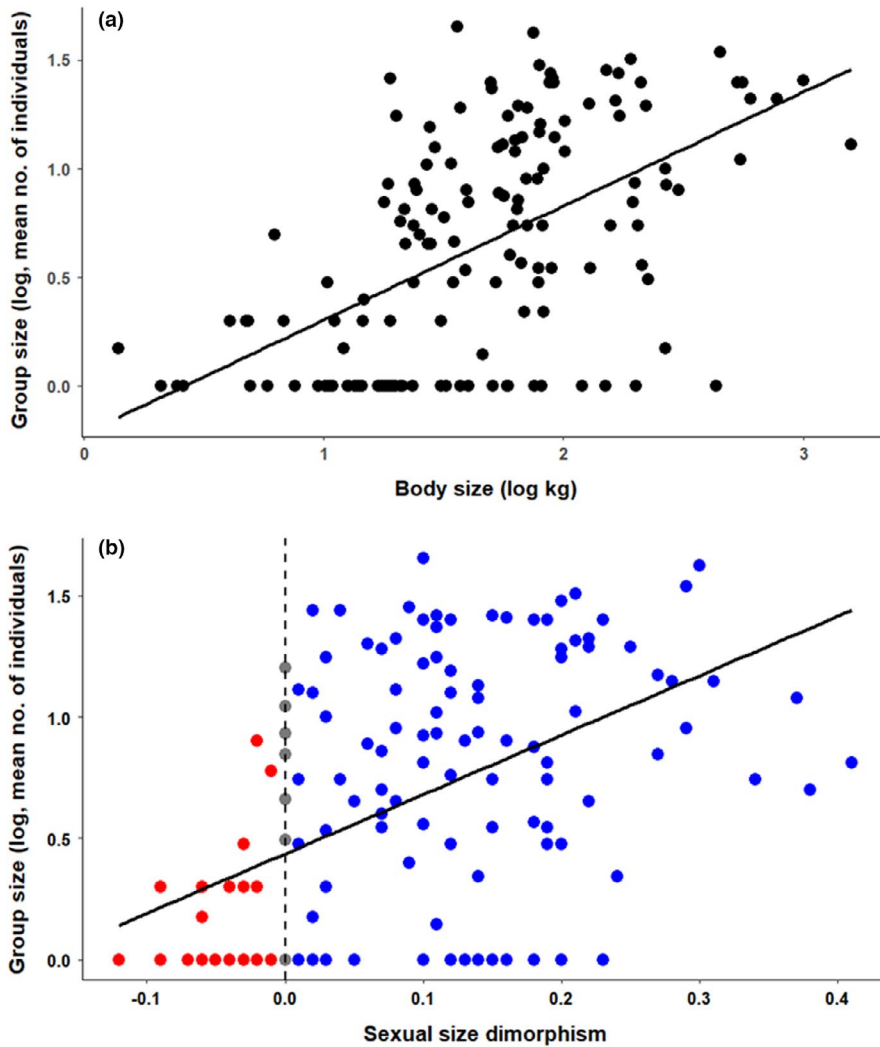 (a)
Group size (log, mean no. of individuals)
1.5
1.0
0.5
0.0
0 1 2 3
Body size (log kg)
(b)
Group size (log, mean no. of individuals)
1.5
1.0
0.5
0.0
-0.1 0.0 0.1 0.2 0.3 0.4
Sexual size dimorphism